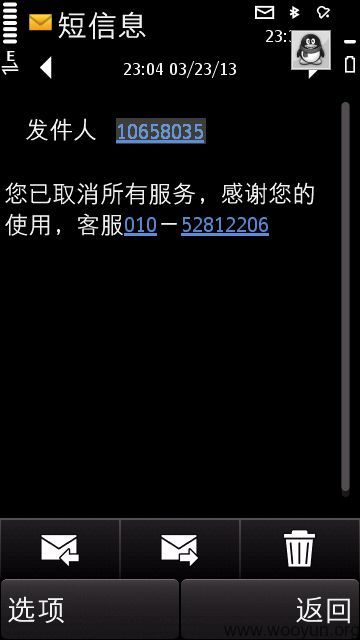 短信息
23:3
E
23:04 03/23/13
发件人 10658035
您已取消所有服务，感谢您的
使用，客服010－52812206
选项 返回
www.wooyun.org